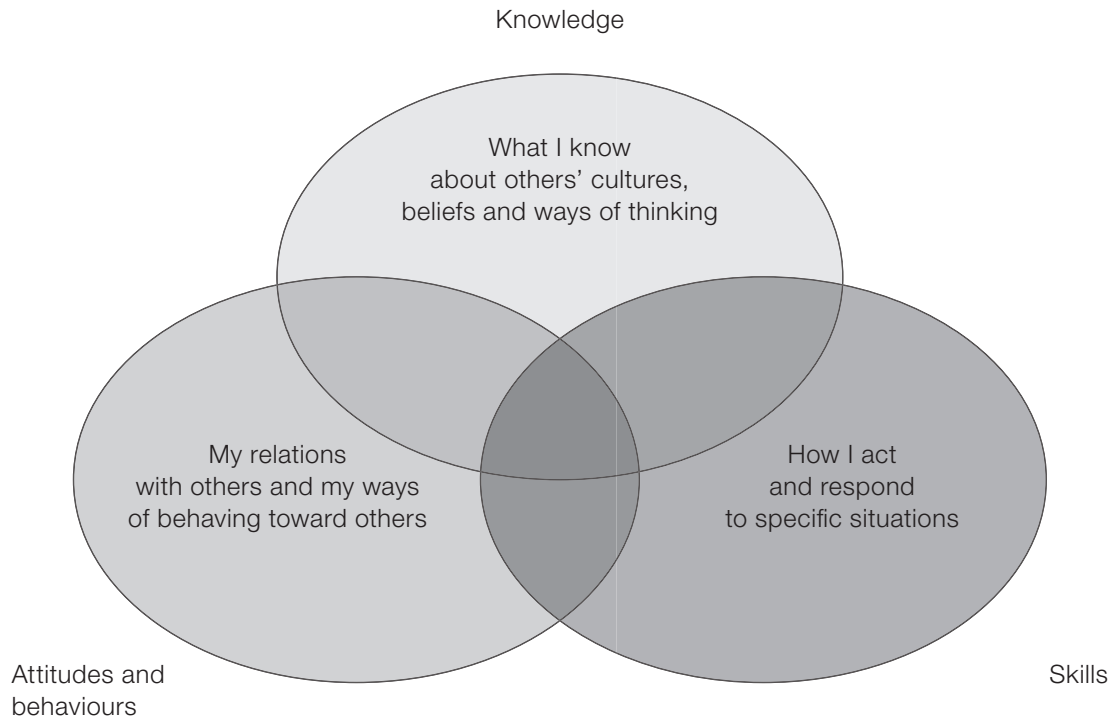 Knowledge
What I know
about others’ cultures,
beliefs and ways of thinking
My relations
with others and my ways
of behaving toward others
How I act
and respond
to specific situations
Attitudes and
behaviours
Skills